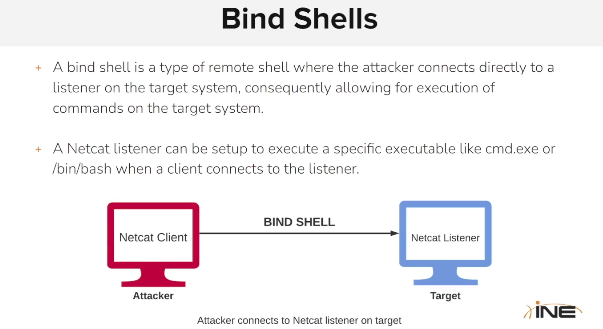 Bind Shells
+ A bind shell is a type of remote shell where the attacker connects directly to a
listener on the target system, consequently allowing for execution of
commands on the target system.
+ A Netcat listener can be setup to execute a specific executable like cmd.exe or
/bin/bash when a client connects to the listener.
BIND SHELL
Netcat Client
Netcat Listener
Attacker
Target
INE
Attacker connects to Netcat listener on target